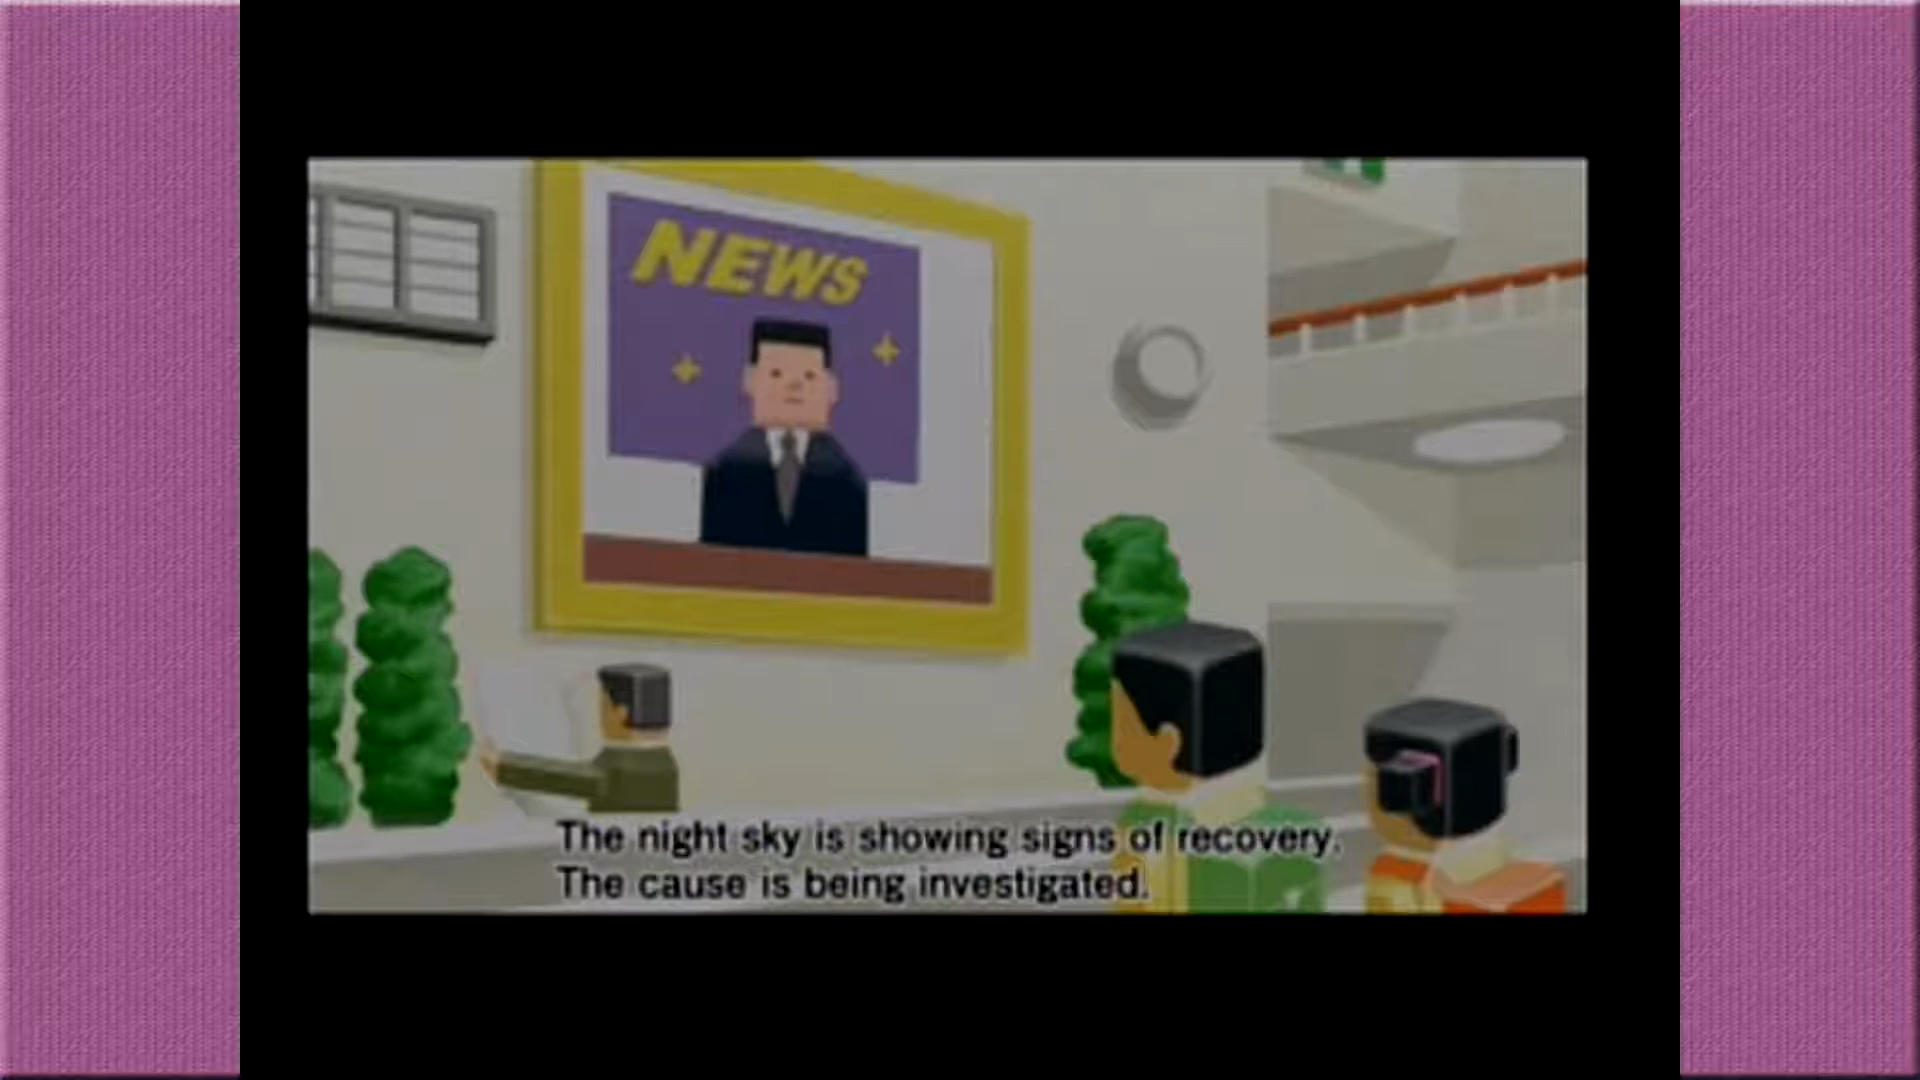 NEWS
The night sky is showing signs of recovery.
The cause is being investigated.